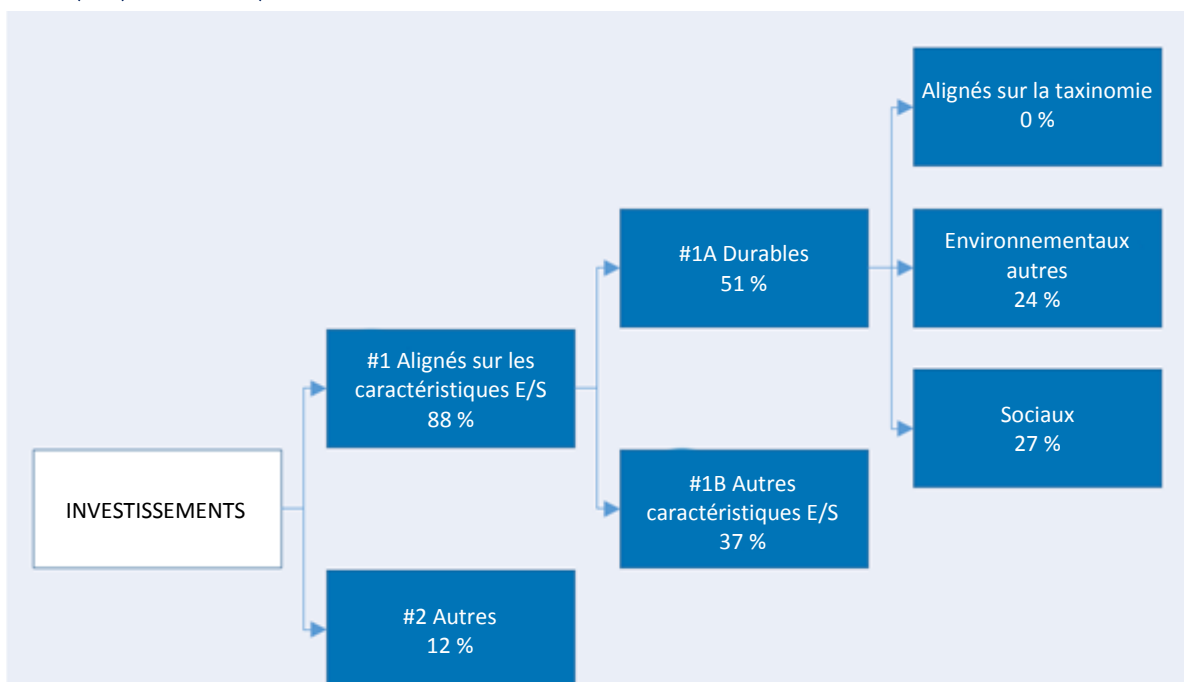 Alignés sur la taxinomie
0 %
#1A Durables
51 %
Environnementaux
autres
24 %
#1 Alignés sur les
caractéristiques E/S
88 %
Sociaux
27 %
INVESTISSEMENTS
#1B Autres
caractéristiques E/S
37 %
#2 Autres
12 %